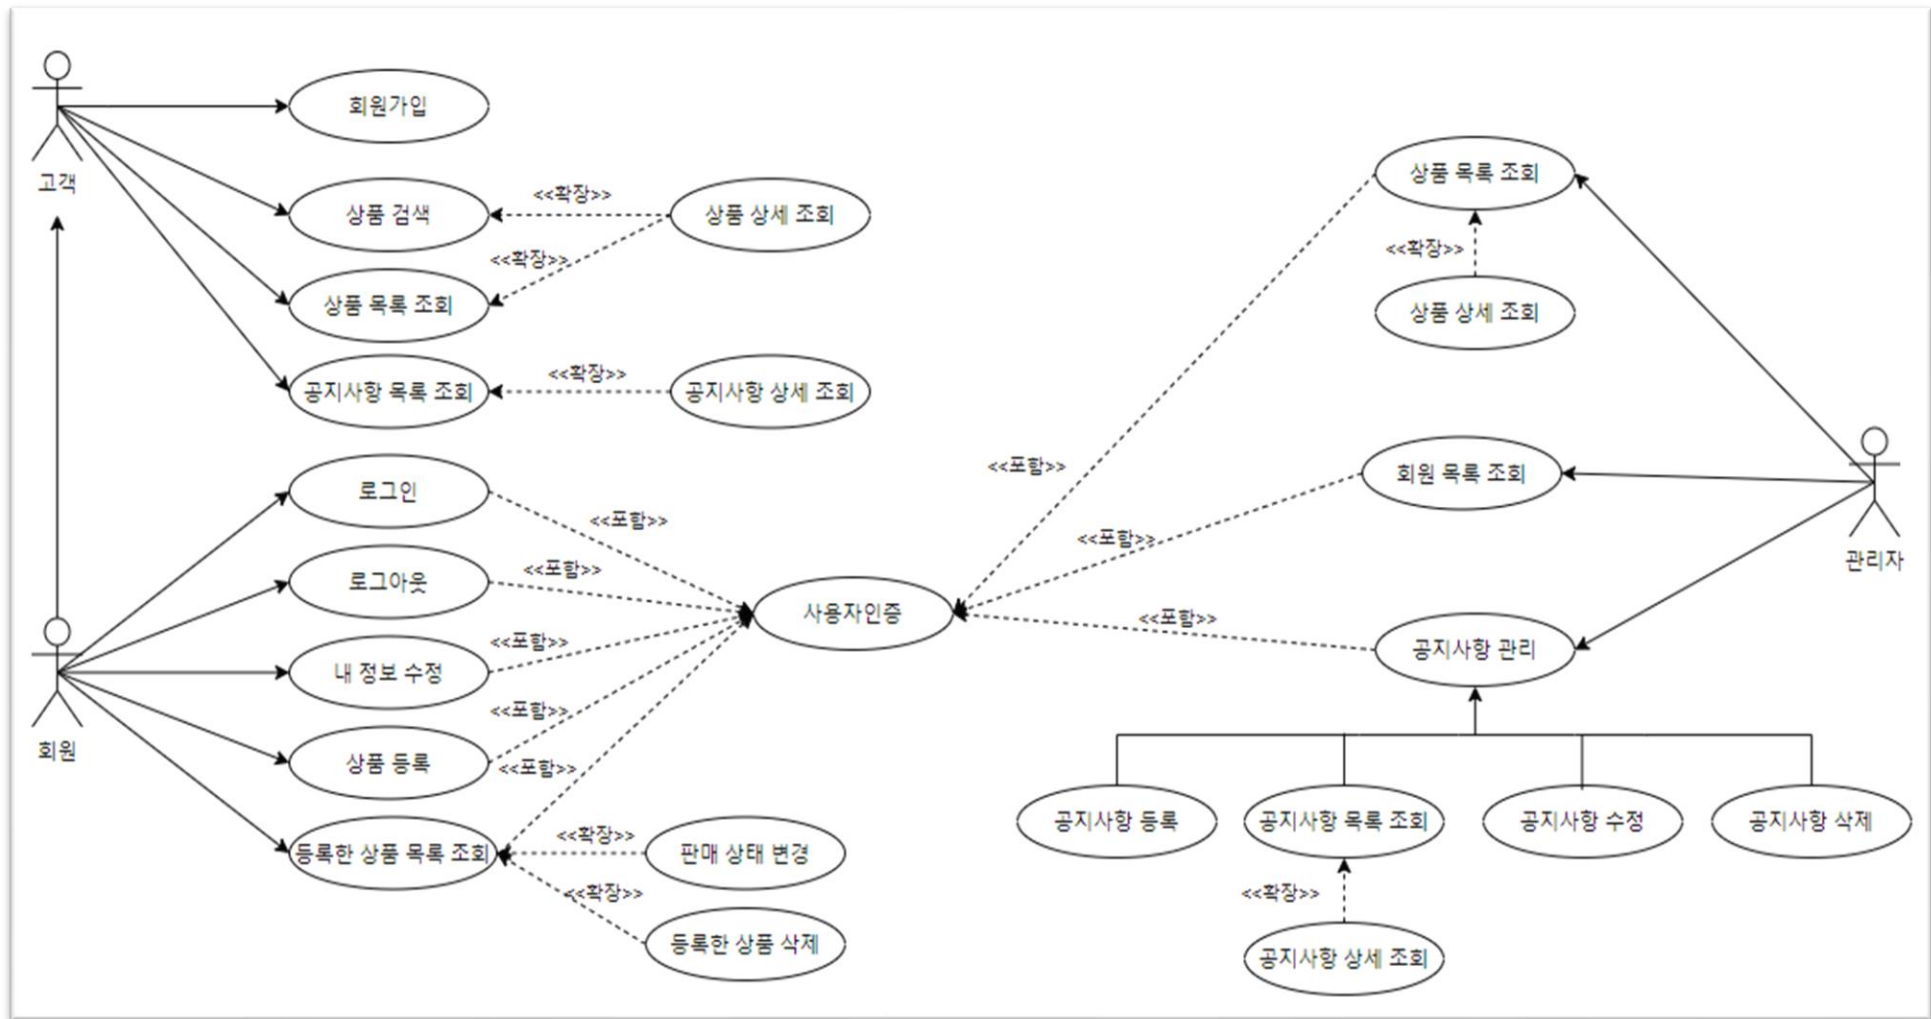 회원가입
고객
상품 검색
<<확장>>
상품 상세 조회
<<확장>>
상품 목록 조회
공지사항 목록 조회
<<확장>>
공지사항 상세 조회
로그인
<<포함>>
로그아웃
<<포함>>
내 정보 수정
<<포함>>
회원
상품 등록
<<포함>>
<<포함>>
등록한 상품 목록 조회
<<확장>>
판매 상태 변경
<<확장>>
등록한 상품 삭제
사용자인증
상품 목록 조회
<<확장>>
상품 상세 조회
<<포함>>
회원 목록 조회
<<포함>>
관리자
<<포함>>
공지사항 관리
공지사항 등록
공지사항 목록 조회
공지사항 수정
공지사항 삭제
<<확장>>
공지사항 상세 조회